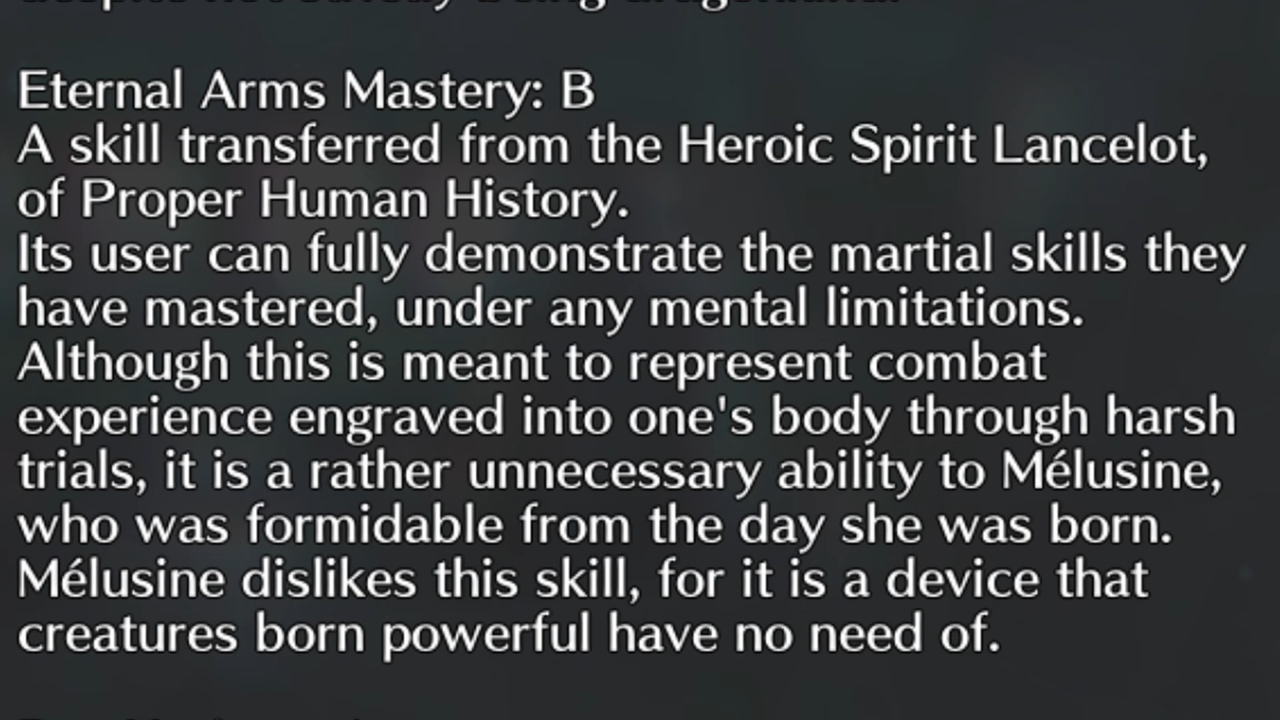 Eternal Arms Mastery: B
A skill transferred from the Heroic Spirit Lancelot,
of Proper Human History.
Its user can fully demonstrate the martial skills they
have mastered, under any mental limitations.
Although this is meant to represent combat
experience engraved into one's body through harsh
trials, it is a rather unnecessary ability to Mélusine,
who was formidable from the day she was born.
Mélusine dislikes this skill, for it is a device that
creatures born powerful have no need of.